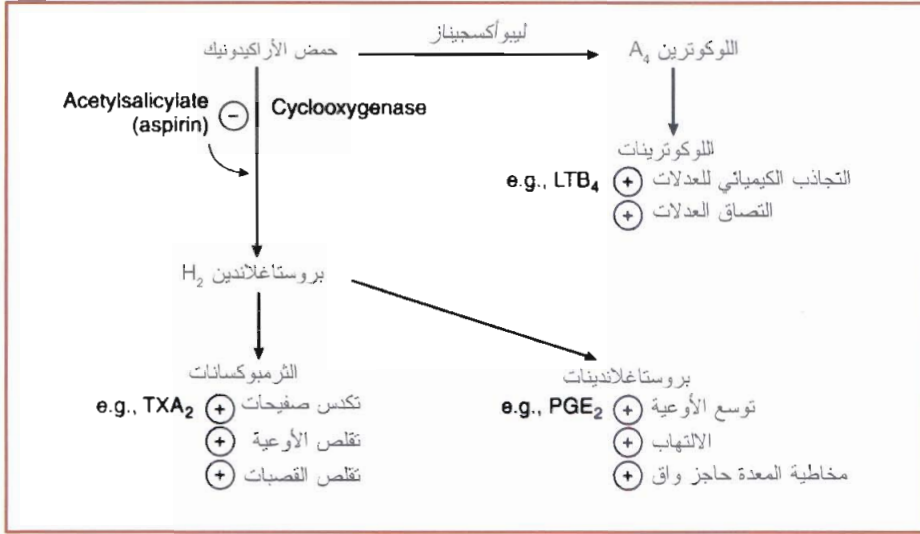 ليبوأكسجيناز
حمض الأراكيدونيك
اللوكوترين A₄
Acetylsalicylate
(aspirin)
−
Cyclooxygenase
اللوكوترينات
e.g., LTB₄ + التجاذب الكيميائي للعدلات
+ التصاق العدلات
بروستاغلاندين H₂
الثرمبوكسانات
e.g., TXA₂ + تكدس صفيحات
+ تقلص الأوعية
+ تقلص القصبات
بروستاغلاندينات
e.g., PGE₂ + توسع الأوعية
+ الالتهاب
+ مخاطية المعدة حاجز واق